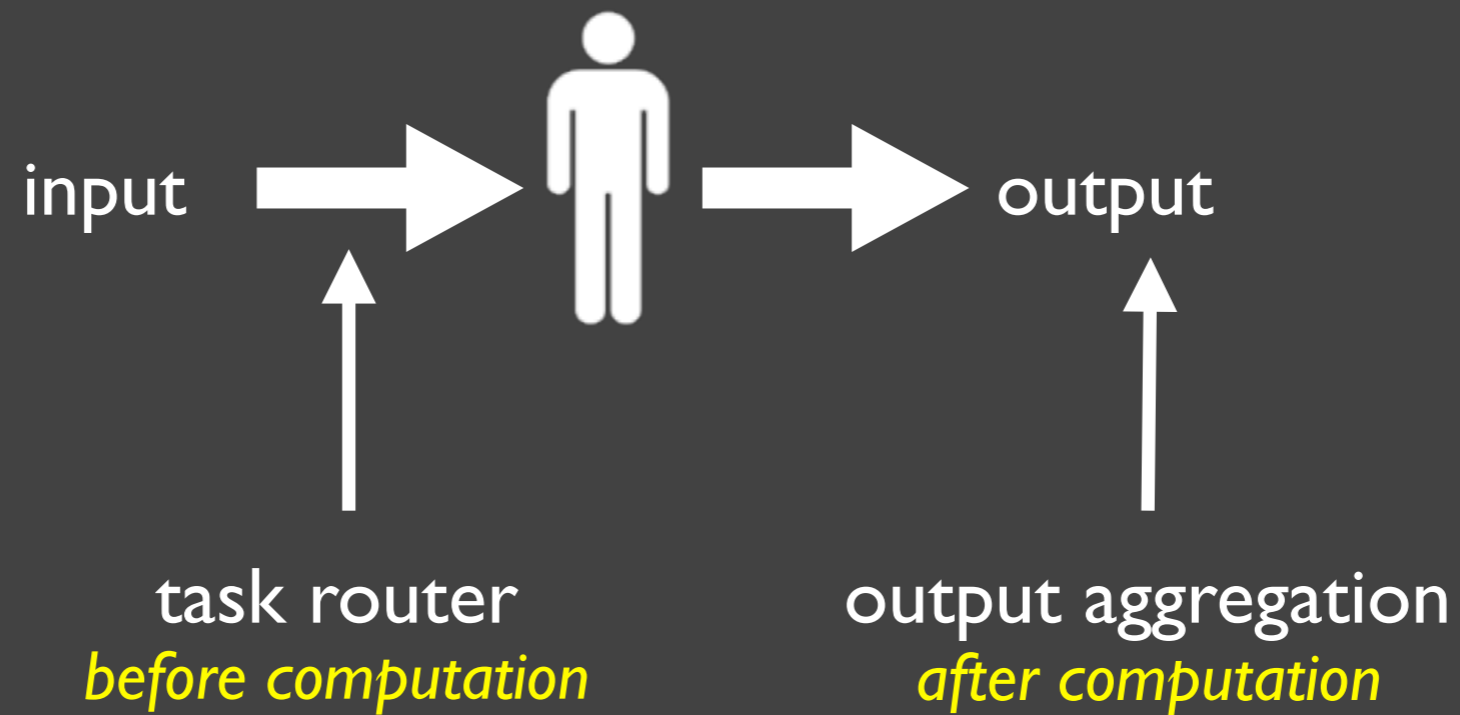 input
output
task router
before computation
output aggregation
after computation